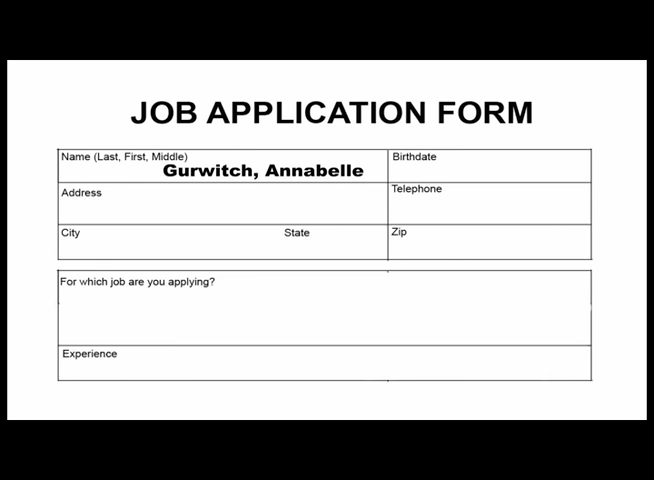 JOB APPLICATION FORM
Name (Last, First, Middle)
Gurwitch, Annabelle
Birthdate
Address
Telephone
City State Zip
For which job are you applying?
Experience